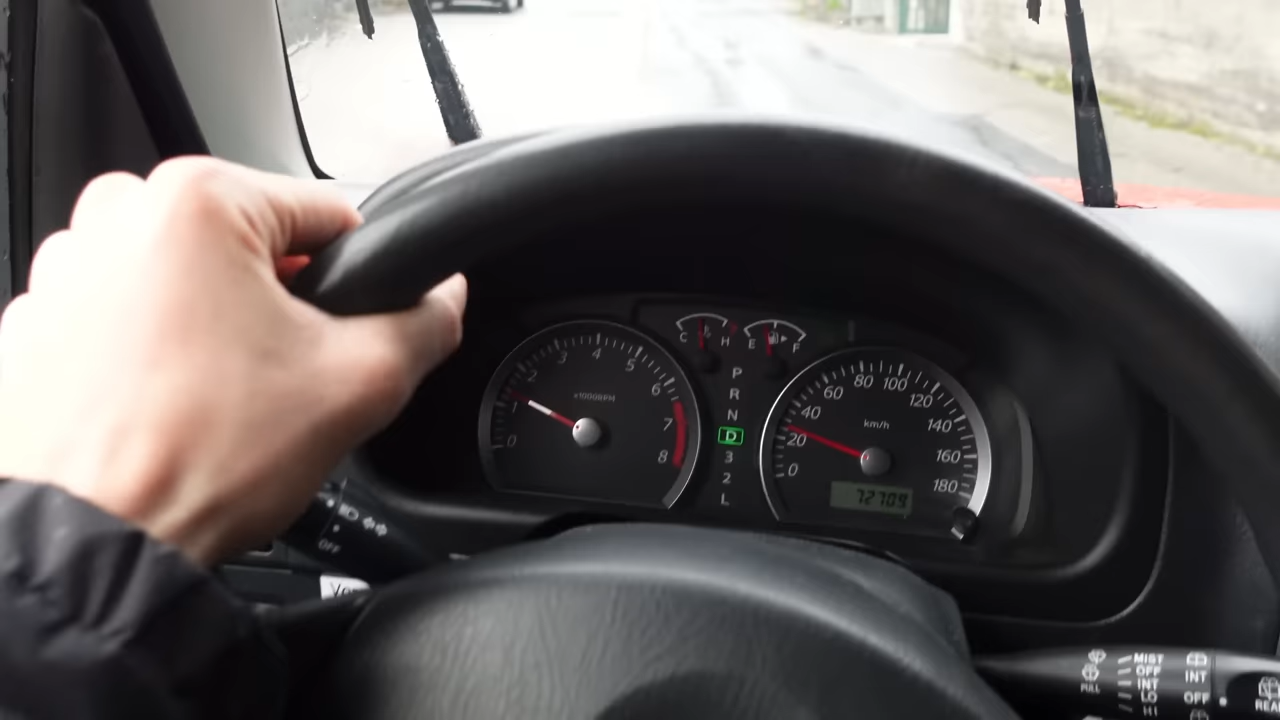 C H E F
0 1 2 3 4 5 6 7 8
x1000RPM
P
R
N
D
3
2
L
0 20 40 60 80 100 120 140 160 180
km/h
72709
OFF
PULL
MIST
OFF
INT
LO
HI
INT
OFF